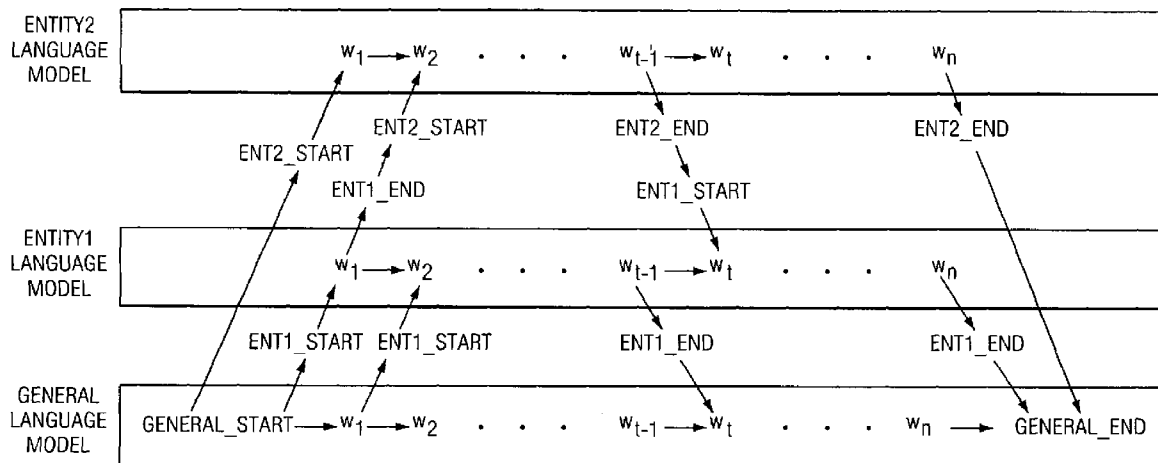 ENTITY2
LANGUAGE
MODEL
w1 w2 . . . wt-1 wt . . . wn
ENT2_START ENT2_END ENT2_END
ENT2_START
ENT1_END ENT1_START
ENTITY1
LANGUAGE
MODEL
w1 w2 . . . wt-1 wt . . . wn
ENT1_START ENT1_START ENT1_END ENT1_END
GENERAL
LANGUAGE
MODEL
GENERAL_START w1 w2 . . . wt-1 wt . . . wn GENERAL_END